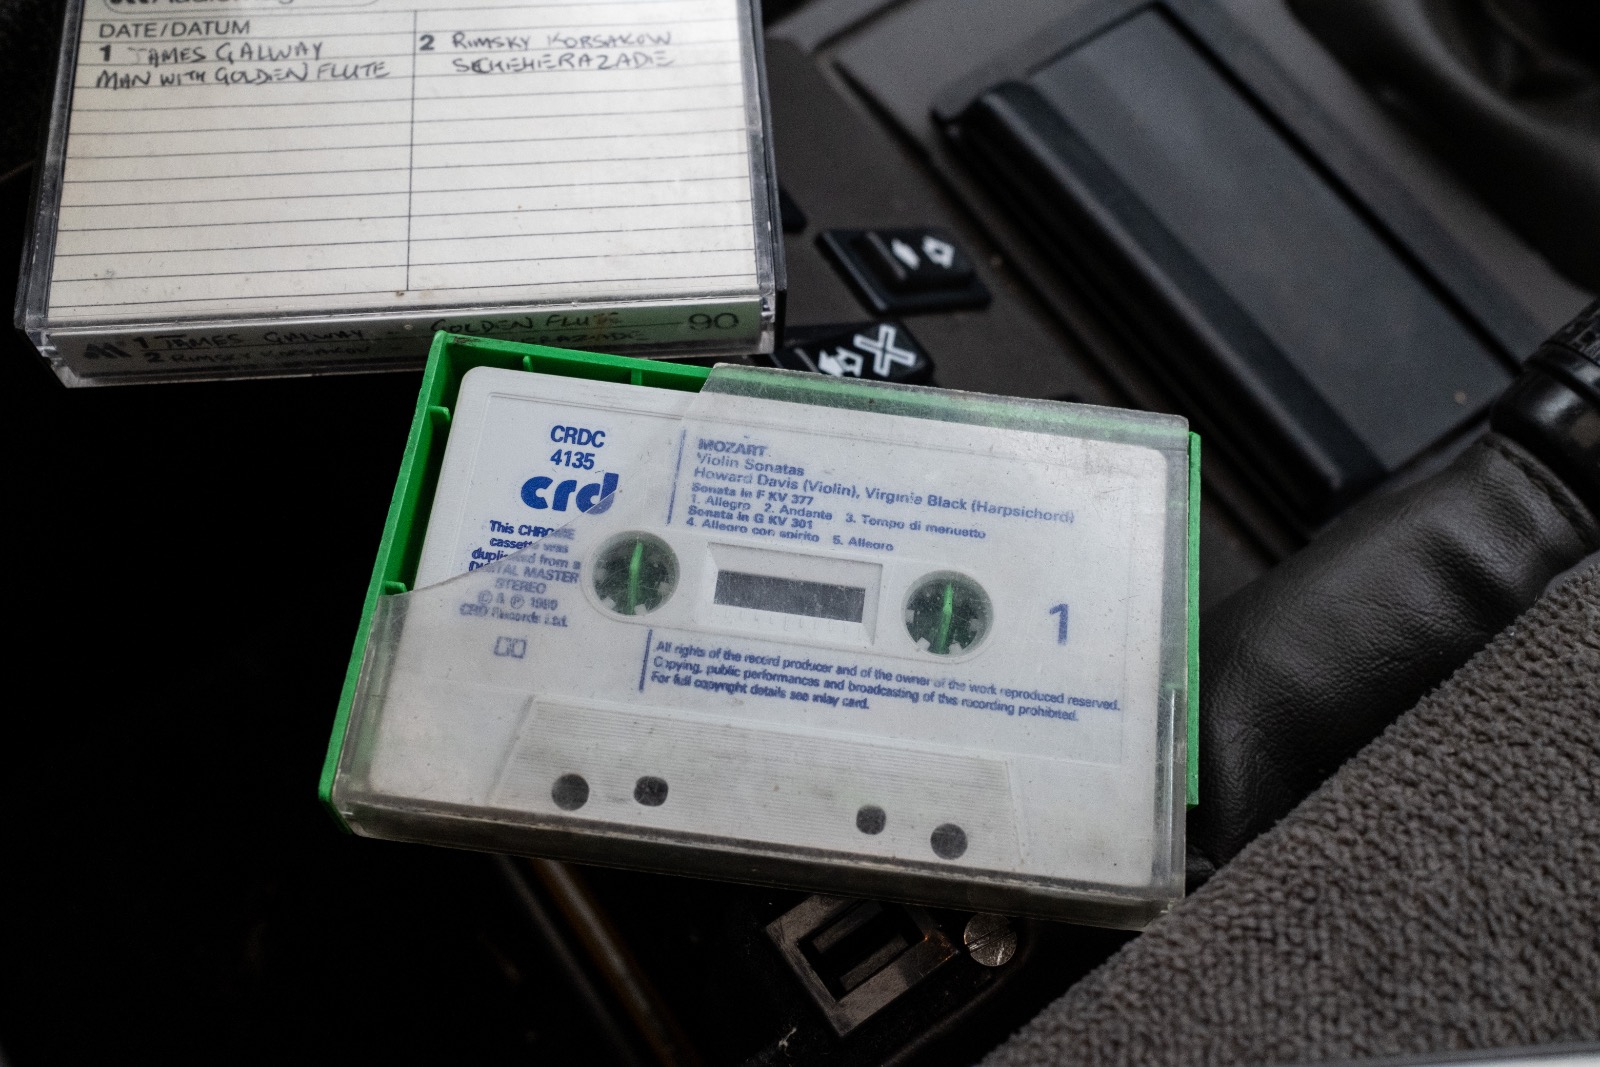 DATE/DATUM
1 JAMES GALWAY
MAN WITH GOLDEN FLUTE
2 RIMSKY KORSAKOW
SCHEHERAZADE
1 JAMES GALWAY - GOLDEN FLUTE
2 RIMSKY KORSAKOV
90
CRDC
4135
crd
This CHROME
cassette was
duplicated from a
DIGITAL MASTER
STEREO
© & ℗ 1980
CRD Records Ltd.
MOZART
Violin Sonatas
Howard Davis (Violin), Virginia Black (Harpsichord)
Sonata in F KV 377
1. Allegro 2. Andante 3. Tempo di menuetto
Sonata in G KV 301
4. Allegro con spirito 5. Allegro
1
All rights of the record producer and of the owner of the work reproduced reserved.
Copying, public performances and broadcasting of this recording prohibited.
For full copyright details see inlay card.